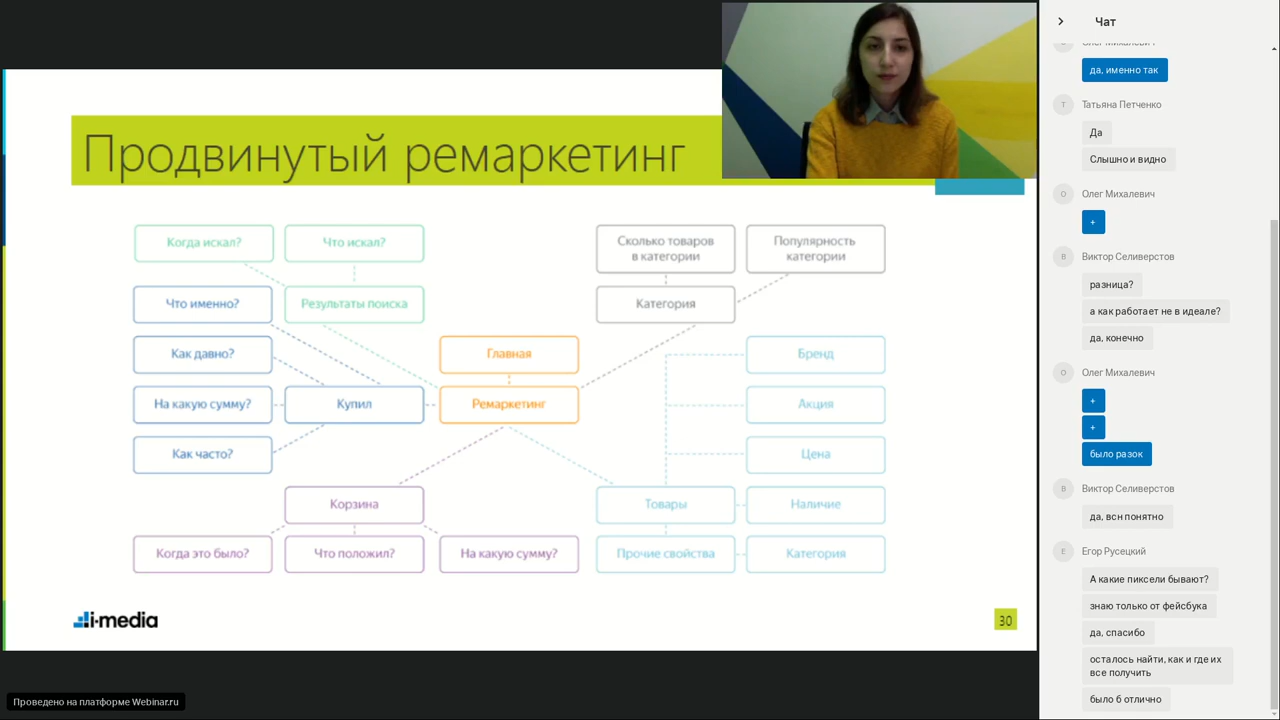 Продвинутый ремаркетинг
Когда искал?
Что искал?
Сколько товаров
в категории
Популярность
категории
Что именно?
Результаты поиска
Категория
Как давно?
Главная
Бренд
На какую сумму?
Купил
Ремаркетинг
Акция
Как часто?
Цена
Корзина
Товары
Наличие
Когда это было?
Что положил?
На какую сумму?
Прочие свойства
Категория
i-media
30
Проведено на платформе Webinar.ru
Чат
Олег Михалевич
да, именно так
Т
Татьяна Петченко
Да
Слышно и видно
О
Олег Михалевич
+
В
Виктор Селиверстов
разница?
а как работает не в идеале?
да, конечно
О
Олег Михалевич
+
+
было разок
В
Виктор Селиверстов
да, всн понятно
Е
Егор Русецкий
А какие пиксели бывают?
знаю только от фейсбука
да, спасибо
осталось найти, как и где их
все получить
было б отлично